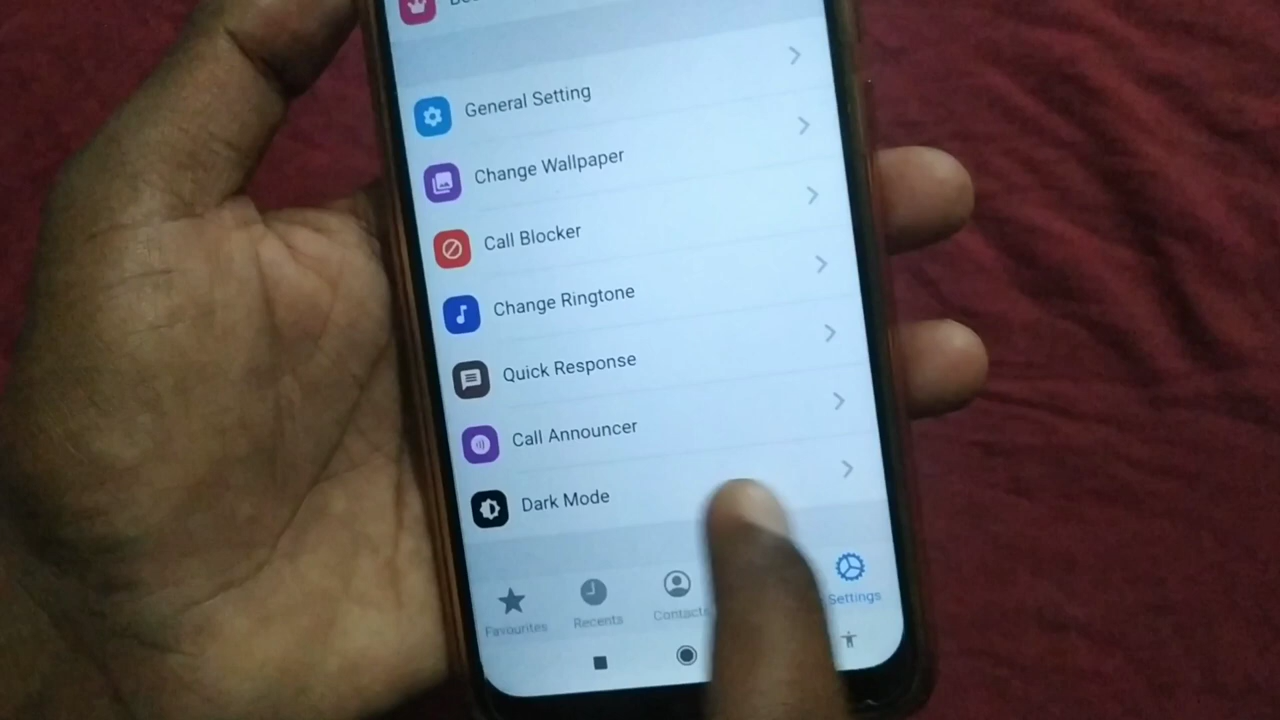 General Setting
Change Wallpaper
Call Blocker
Change Ringtone
Quick Response
Call Announcer
Dark Mode
Favourites
Recents
Contacts
Settings